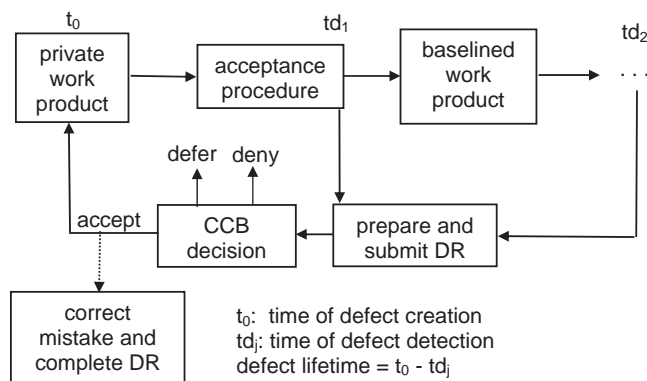 t₀
td₁
td₂
private
work
product
acceptance
procedure
baselined
work
product
. . .
defer
deny
accept
CCB
decision
prepare and
submit DR
correct
mistake and
complete DR
t₀: time of defect creation
tdⱼ: time of defect detection
defect lifetime = t₀ - tdⱼ